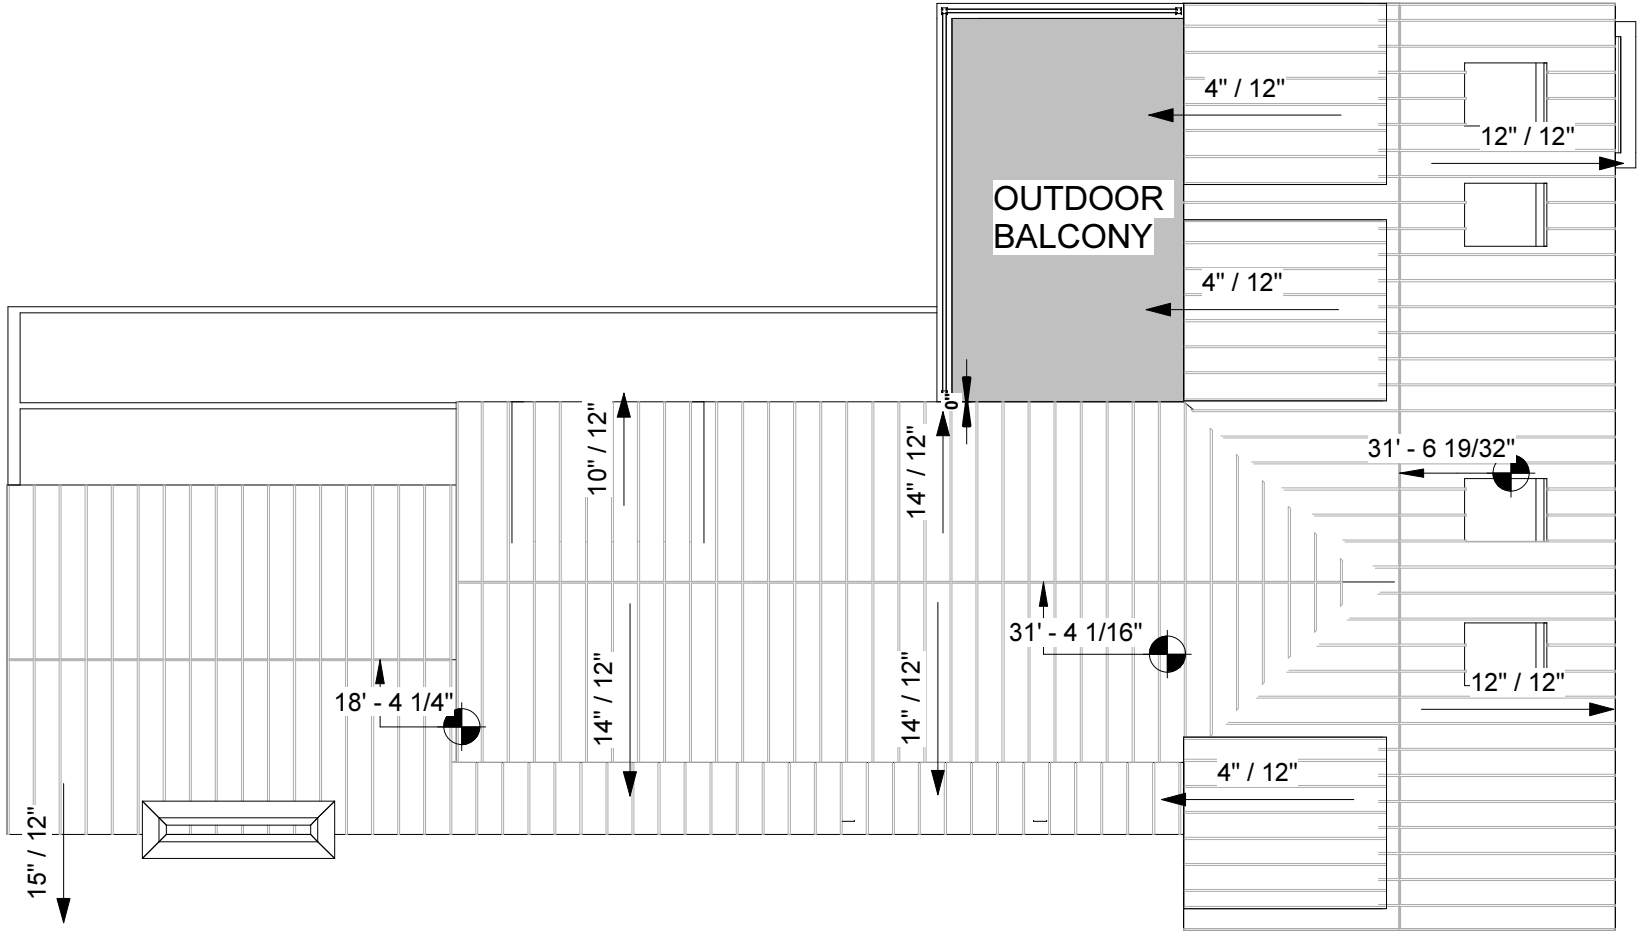 4" / 12"
12" / 12"
OUTDOOR
BALCONY
4" / 12"
0"
10" / 12"
14" / 12"
31' - 6 19/32"
31' - 4 1/16"
18' - 4 1/4"
14" / 12"
14" / 12"
12" / 12"
4" / 12"
15" / 12"